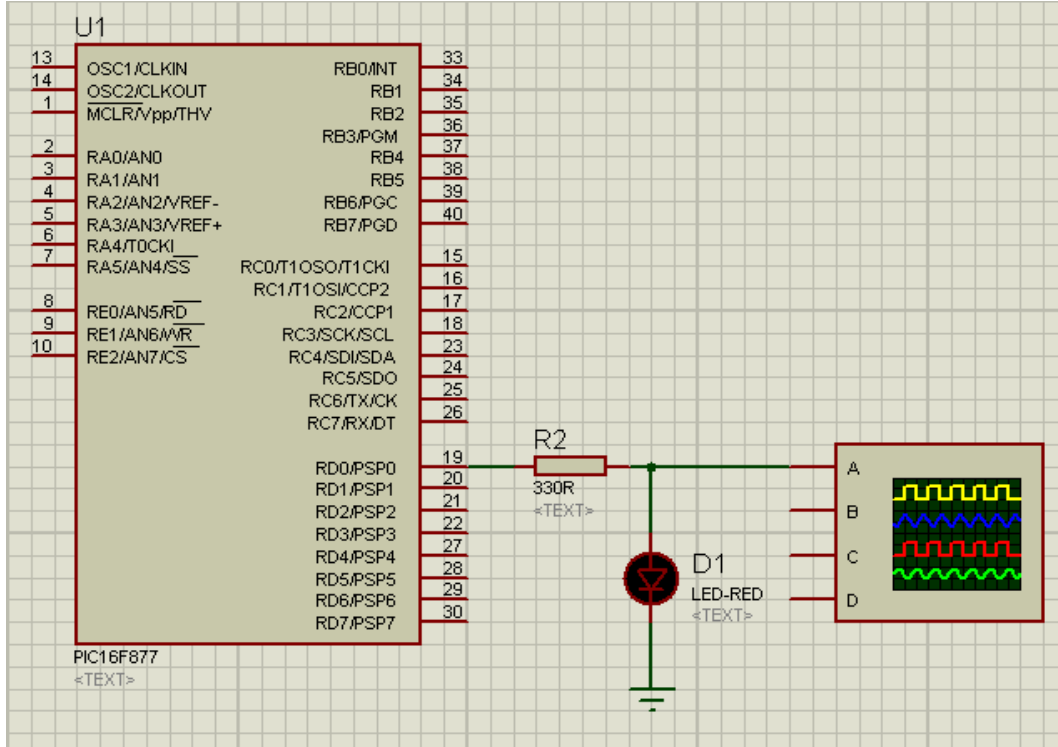 U1
13 OSC1/CLKIN
14 OSC2/CLKOUT
1 MCLR/Vpp/THV
2 RA0/AN0
3 RA1/AN1
4 RA2/AN2/VREF-
5 RA3/AN3/VREF+
6 RA4/T0CKI
7 RA5/AN4/SS
8 RE0/AN5/RD
9 RE1/AN6/WR
10 RE2/AN7/CS
RB0/INT 33
RB1 34
RB2 35
RB3/PGM 36
RB4 37
RB5 38
RB6/PGC 39
RB7/PGD 40
RC0/T1OSO/T1CKI 15
RC1/T1OSI/CCP2 16
RC2/CCP1 17
RC3/SCK/SCL 18
RC4/SDI/SDA 23
RC5/SDO 24
RC6/TX/CK 25
RC7/RX/DT 26
RD0/PSP0 19
RD1/PSP1 20
RD2/PSP2 21
RD3/PSP3 22
RD4/PSP4 27
RD5/PSP5 28
RD6/PSP6 29
RD7/PSP7 30
PIC16F877
<TEXT>
R2
330R
<TEXT>
D1
LED-RED
<TEXT>
A
B
C
D